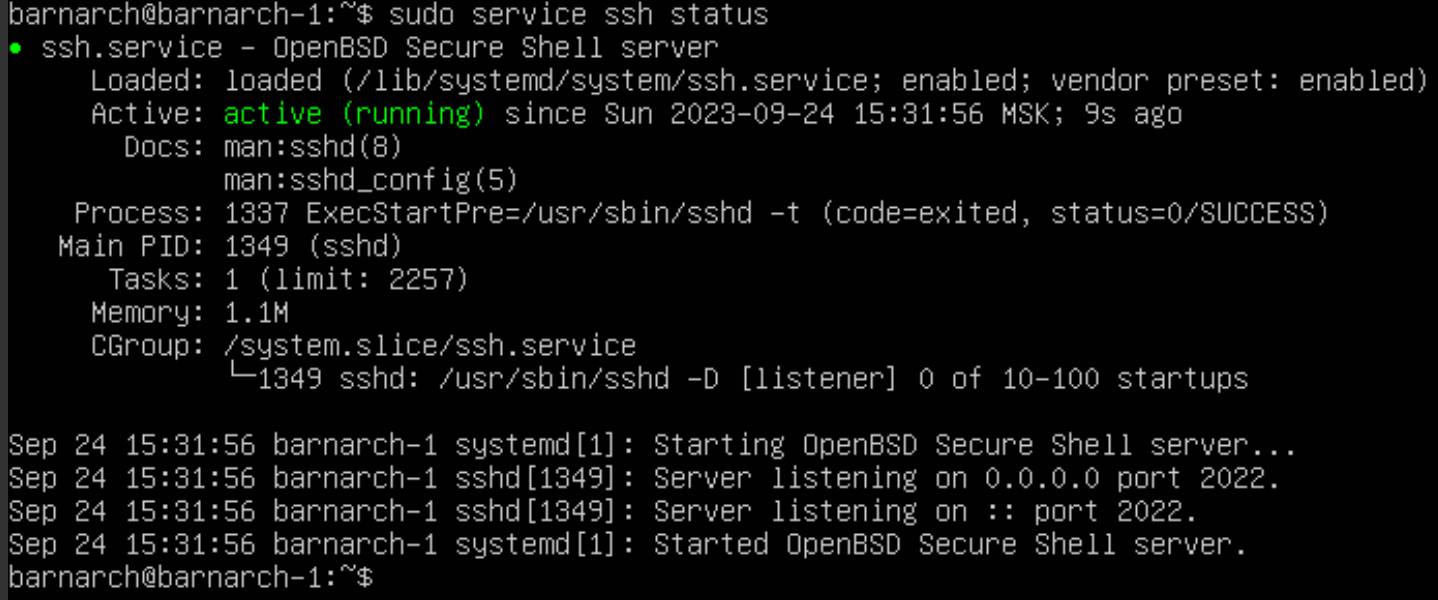 barnarch@barnarch-1:~$ sudo service ssh status
● ssh.service - OpenBSD Secure Shell server
     Loaded: loaded (/lib/systemd/system/ssh.service; enabled; vendor preset: enabled)
     Active: active (running) since Sun 2023-09-24 15:31:56 MSK; 9s ago
       Docs: man:sshd(8)
             man:sshd_config(5)
    Process: 1337 ExecStartPre=/usr/sbin/sshd -t (code=exited, status=0/SUCCESS)
   Main PID: 1349 (sshd)
      Tasks: 1 (limit: 2257)
     Memory: 1.1M
     CGroup: /system.slice/ssh.service
             └─1349 sshd: /usr/sbin/sshd -D [listener] 0 of 10-100 startups

Sep 24 15:31:56 barnarch-1 systemd[1]: Starting OpenBSD Secure Shell server...
Sep 24 15:31:56 barnarch-1 sshd[1349]: Server listening on 0.0.0.0 port 2022.
Sep 24 15:31:56 barnarch-1 sshd[1349]: Server listening on :: port 2022.
Sep 24 15:31:56 barnarch-1 systemd[1]: Started OpenBSD Secure Shell server.
barnarch@barnarch-1:~$